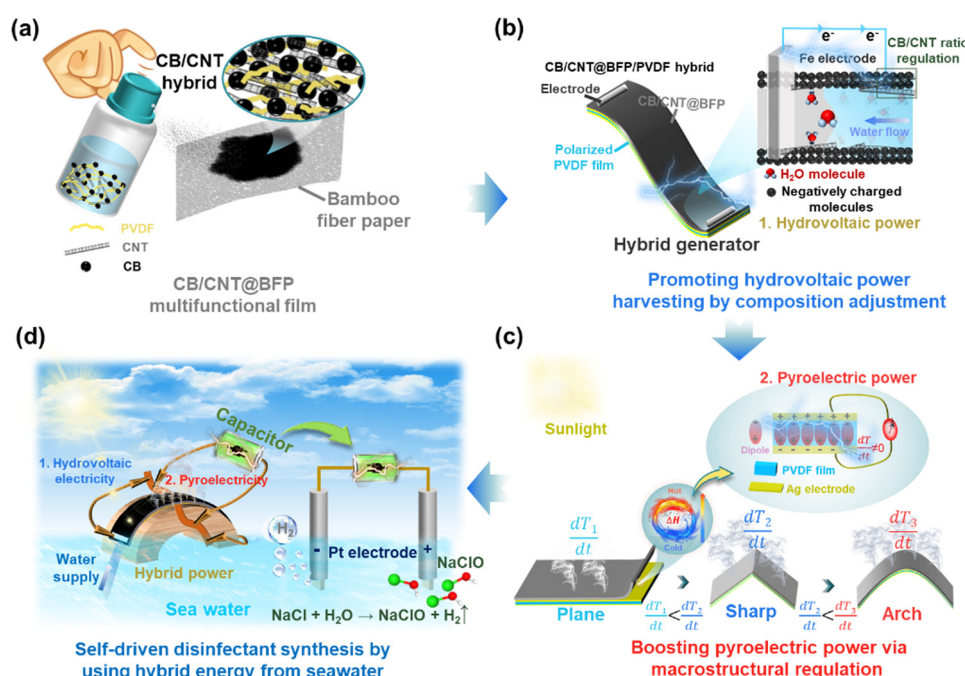 (a)
CB/CNT
hybrid
Bamboo
fiber paper
PVDF
CNT
CB
CB/CNT@BFP
multifunctional film
(b)
e⁻ e⁻
CB/CNT ratio
regulation
Fe electrode
CB/CNT@BFP/PVDF hybrid
Electrode
CB/CNT@BFP
Polarized
PVDF film
Water flow
H₂O molecule
Negatively charged
molecules
1. Hydrovoltaic power
Hybrid generator
Promoting hydrovoltaic power
harvesting by composition adjustment
(c)
Sunlight
2. Pyroelectric power
+ + + + + +
Dipole
- - - - - -
dT/dt≠0
PVDF film
Ag electrode
Hot
ΔH
Cold
dT₁/dt
dT₂/dt
dT₃/dt
Plane
Sharp
Arch
dT₁/dt < dT₂/dt
dT₂/dt < dT₃/dt
Boosting pyroelectric power via
macrostructural regulation
(d)
Capacitor
1. Hydrovoltaic
electricity
2. Pyroelectricity
Water
supply
Hybrid power
Sea water
H₂
- Pt electrode +
NaClO
NaCl + H₂O → NaClO + H₂↑
Self-driven disinfectant synthesis by
using hybrid energy from seawater